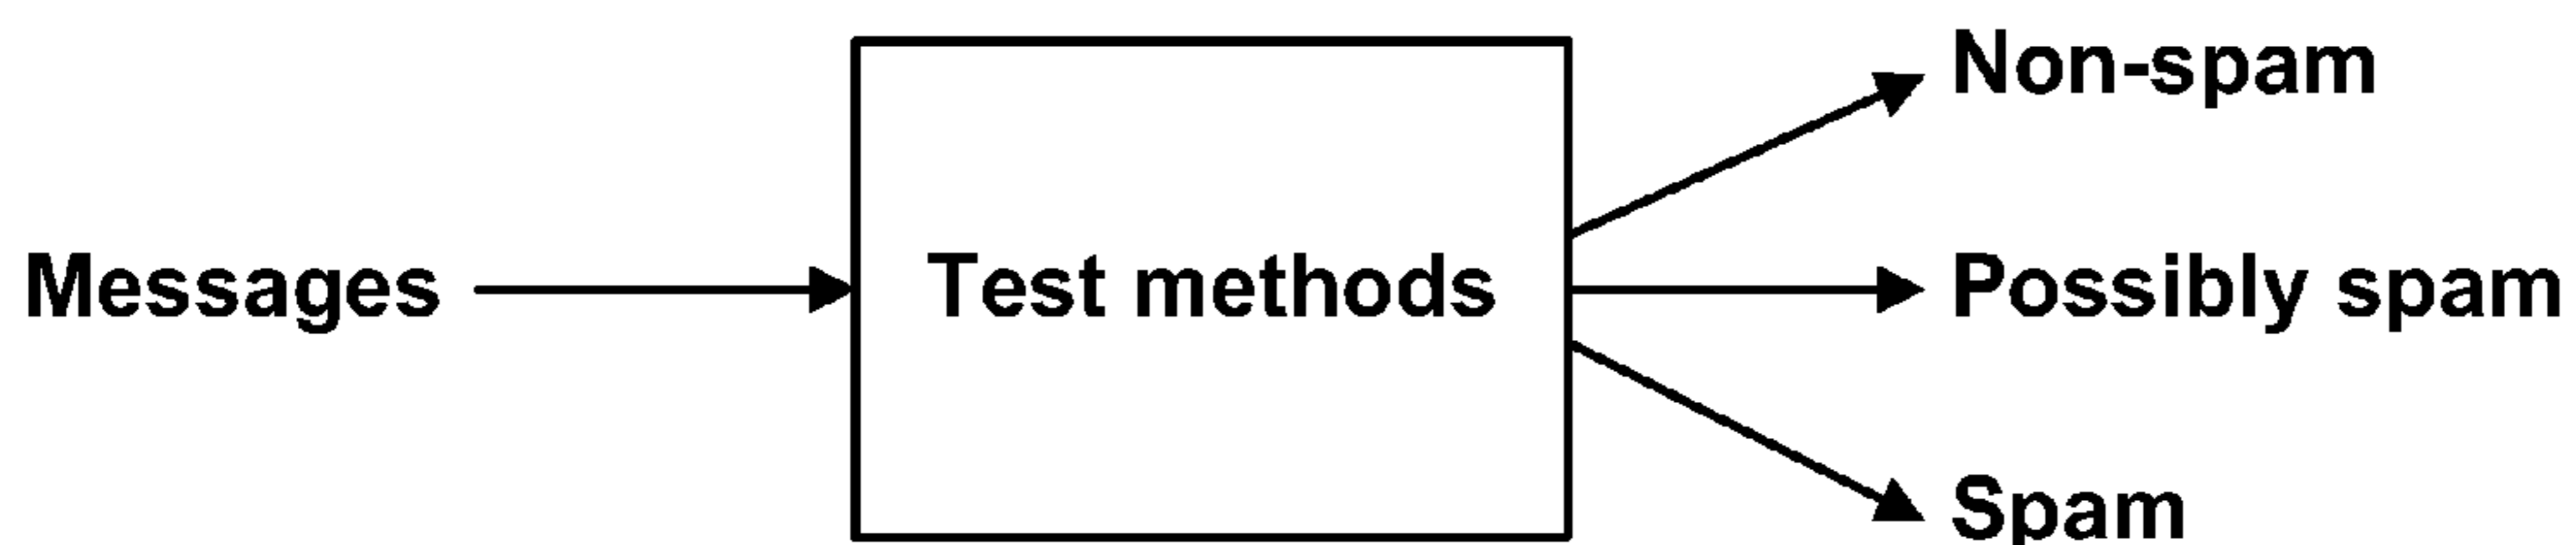 Non-spam
Messages
Test methods
Possibly spam
Spam